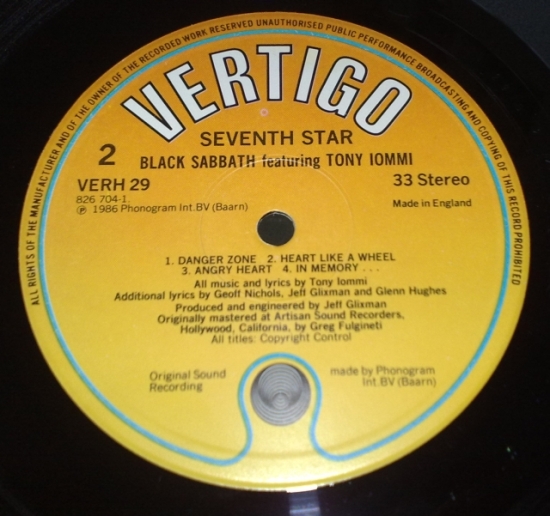 ALL RIGHTS OF THE MANUFACTURER AND OF THE OWNER OF THE RECORDED WORK RESERVED UNAUTHORISED PUBLIC PERFORMANCE BROADCASTING AND COPYING OF THIS RECORD PROHIBITED
VERTIGO
SEVENTH STAR
2
BLACK SABBATH featuring TONY IOMMI
VERH 29
33 Stereo
826 704-1.
℗ 1986 Phonogram Int.BV (Baarn)
Made in England
1. DANGER ZONE 2. HEART LIKE A WHEEL
3. ANGRY HEART 4. IN MEMORY . . .
All music and lyrics by Tony Iommi
Additional lyrics by Geoff Nichols, Jeff Glixman and Glenn Hughes
Produced and engineered by Jeff Glixman
Originally mastered at Artisan Sound Recorders,
Hollywood, California, by Greg Fulgineti
All titles: Copyright Control
Original Sound
Recording
made by Phonogram
Int.BV (Baarn)